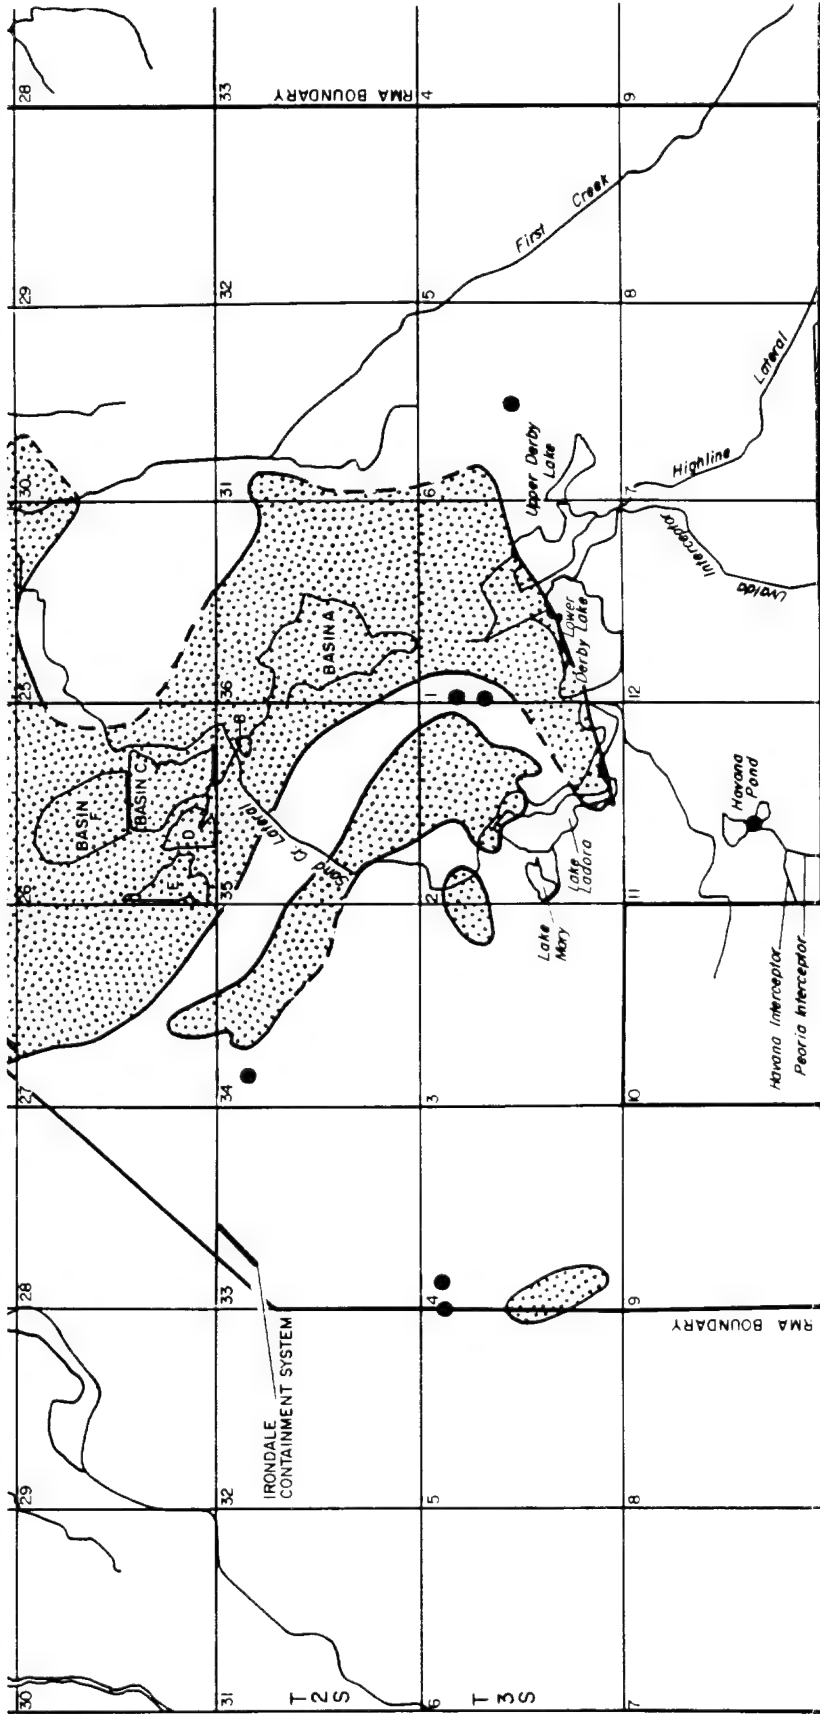 30 29 28 27 26 25 30 29 28
BASIN
F
BASIN C
E
D
31 32 33 34 35 36 31 32 33
B
Sand Cr. Lateral
IRONDALE
CONTAINMENT SYSTEM
BASIN A
RMA BOUNDARY
T
2
S
6 5 4 3 2 1 6 5 4
T
3
S
First Creek
Upper Derby
Lake
Lower
Derby Lake
Lake
Mary
Lake
Ladora
7 8 9 10 11 12 7 8 9
RMA BOUNDARY
Interceptor
Uvalda
Highline
Lateral
Havana
Pond
Havana Interceptor
Peoria Interceptor